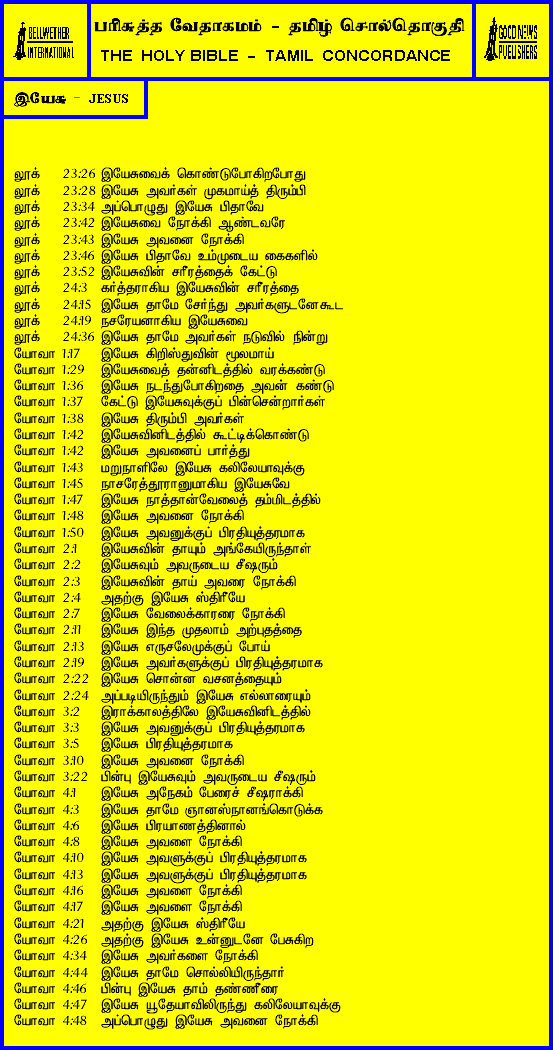 BELLWETHER
INTERNATIONAL
பரிசுத்த வேதாகமம் - தமிழ் சொல்தொகுதி
THE HOLY BIBLE - TAMIL CONCORDANCE
GOOD NEWS
PUBLISHERS
இயேசு - JESUS
லூக் 23:26 இயேசுவைக் கொண்டுபோகிறபோது
லூக் 23:28 இயேசு அவர்கள் முகமாய்த் திரும்பி
லூக் 23:34 அப்பொழுது இயேசு பிதாவே
லூக் 23:42 இயேசுவை நோக்கி ஆண்டவரே
லூக் 23:43 இயேசு அவனை நோக்கி
லூக் 23:46 இயேசு பிதாவே உம்முடைய கைகளில்
லூக் 23:52 இயேசுவின் சரீரத்தைக் கேட்டு
லூக் 24:3 கர்த்தராகிய இயேசுவின் சரீரத்தை
லூக் 24:15 இயேசு தாமே சேர்ந்து அவர்களுடனேகூட
லூக் 24:19 நசரேயனாகிய இயேசுவை
லூக் 24:36 இயேசு தாமே அவர்கள் நடுவில் நின்று
யோவா 1:17 இயேசு கிறிஸ்துவின் மூலமாய்
யோவா 1:29 இயேசுவைத் தன்னிடத்தில் வரக்கண்டு
யோவா 1:36 இயேசு நடந்துபோகிறதை அவன் கண்டு
யோவா 1:37 கேட்டு இயேசுவுக்குப் பின்சென்றார்கள்
யோவா 1:38 இயேசு திரும்பி அவர்கள்
யோவா 1:42 இயேசுவினிடத்தில் கூட்டிக்கொண்டு
யோவா 1:42 இயேசு அவனைப் பார்த்து
யோவா 1:43 மறுநாளிலே இயேசு கலிலேயாவுக்கு
யோவா 1:45 நாசரேத்தூரானுமாகிய இயேசுவே
யோவா 1:47 இயேசு நாத்தான்வேலைத் தம்மிடத்தில்
யோவா 1:48 இயேசு அவனை நோக்கி
யோவா 1:50 இயேசு அவனுக்குப் பிரதியுத்தரமாக
யோவா 2:1 இயேசுவின் தாயும் அங்கேயிருந்தாள்
யோவா 2:2 இயேசுவும் அவருடைய சீஷரும்
யோவா 2:3 இயேசுவின் தாய் அவரை நோக்கி
யோவா 2:4 அதற்கு இயேசு ஸ்திரீயே
யோவா 2:7 இயேசு வேலைக்காரரை நோக்கி
யோவா 2:11 இயேசு இந்த முதலாம் அற்புதத்தை
யோவா 2:13 இயேசு எருசலேமுக்குப் போய்
யோவா 2:19 இயேசு அவர்களுக்குப் பிரதியுத்தரமாக
யோவா 2:22 இயேசு சொன்ன வசனத்தையும்
யோவா 2:24 அப்படியிருந்தும் இயேசு எல்லாரையும்
யோவா 3:2 இராக்காலத்திலே இயேசுவினிடத்தில்
யோவா 3:3 இயேசு அவனுக்குப் பிரதியுத்தரமாக
யோவா 3:5 இயேசு பிரதியுத்தரமாக
யோவா 3:10 இயேசு அவனை நோக்கி
யோவா 3:22 பின்பு இயேசுவும் அவருடைய சீஷரும்
யோவா 4:1 இயேசு அநேகம் பேரைச் சீஷராக்கி
யோவா 4:3 இயேசு தாமே ஞானஸ்நானங்கொடுக்க
யோவா 4:6 இயேசு பிரயாணத்தினால்
யோவா 4:8 இயேசு அவளை நோக்கி
யோவா 4:10 இயேசு அவளுக்குப் பிரதியுத்தரமாக
யோவா 4:13 இயேசு அவளுக்குப் பிரதியுத்தரமாக
யோவா 4:16 இயேசு அவளை நோக்கி
யோவா 4:17 இயேசு அவளை நோக்கி
யோவா 4:21 அதற்கு இயேசு ஸ்திரீயே
யோவா 4:26 அதற்கு இயேசு உன்னுடனே பேசுகிற
யோவா 4:34 இயேசு அவர்களை நோக்கி
யோவா 4:44 இயேசு தாமே சொல்லியிருந்தார்
யோவா 4:46 பின்பு இயேசு தாம் தண்ணீரை
யோவா 4:47 இயேசு யூதேயாவிலிருந்து கலிலேயாவுக்கு
யோவா 4:48 அப்பொழுது இயேசு அவனை நோக்கி